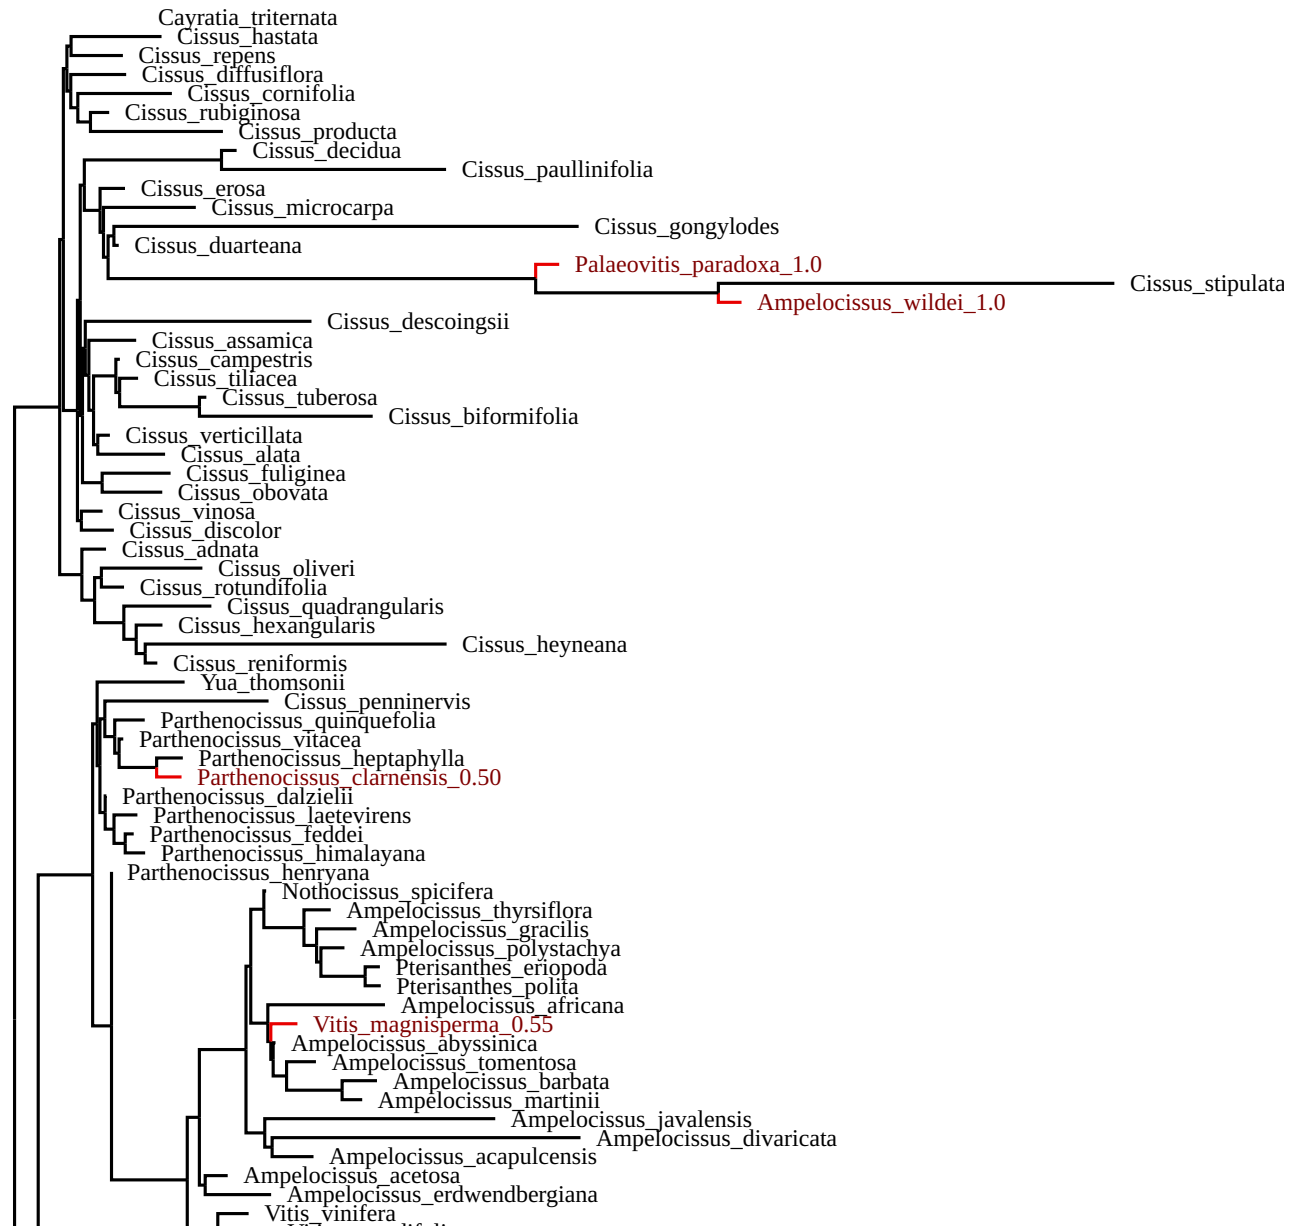 Cayratia_triternata
Cissus_hastata
Cissus_repens
Cissus_diffusiflora
Cissus_cornifolia
Cissus_rubiginosa
Cissus_producta
Cissus_decidua
Cissus_paullinifolia
Cissus_erosa
Cissus_microcarpa
Cissus_gongylodes
Cissus_duarteana
Palaeovitis_paradoxa_1.0
Cissus_stipulata
Ampelocissus_wildei_1.0
Cissus_descoingsii
Cissus_assamica
Cissus_campestris
Cissus_tiliacea
Cissus_tuberosa
Cissus_biformifolia
Cissus_verticillata
Cissus_alata
Cissus_fuliginea
Cissus_obovata
Cissus_vinosa
Cissus_discolor
Cissus_adnata
Cissus_oliveri
Cissus_rotundifolia
Cissus_quadrangularis
Cissus_hexangularis
Cissus_heyneana
Cissus_reniformis
Yua_thomsonii
Cissus_penninervis
Parthenocissus_quinquefolia
Parthenocissus_vitacea
Parthenocissus_heptaphylla
Parthenocissus_clarnensis_0.50
Parthenocissus_dalzielii
Parthenocissus_laetevirens
Parthenocissus_feddei
Parthenocissus_himalayana
Parthenocissus_henryana
Nothocissus_spicifera
Ampelocissus_thyrsiflora
Ampelocissus_gracilis
Ampelocissus_polystachya
Pterisanthes_eriopoda
Pterisanthes_polita
Ampelocissus_africana
Vitis_magnisperma_0.55
Ampelocissus_abyssinica
Ampelocissus_tomentosa
Ampelocissus_barbata
Ampelocissus_martinii
Ampelocissus_javalensis
Ampelocissus_divaricata
Ampelocissus_acapulcensis
Ampelocissus_acetosa
Ampelocissus_erdwendbergiana
Vitis_vinifera